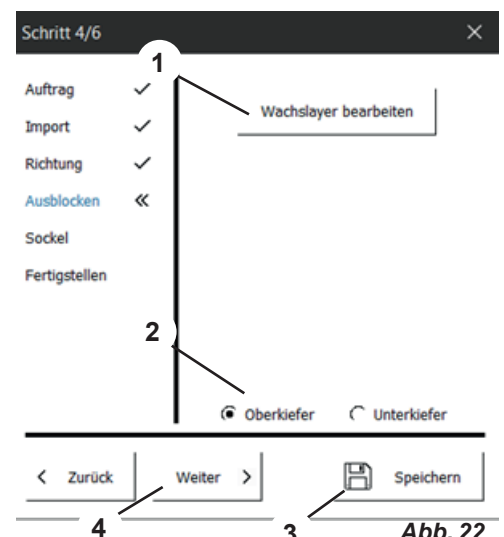 Schritt 4/6
1
Auftrag
Wachslayer bearbeiten
Import
Richtung
Ausblocken
Sockel
Fertigstellen
2
Oberkiefer Unterkiefer
Zurück Weiter Speichern
4 3 Abb. 22